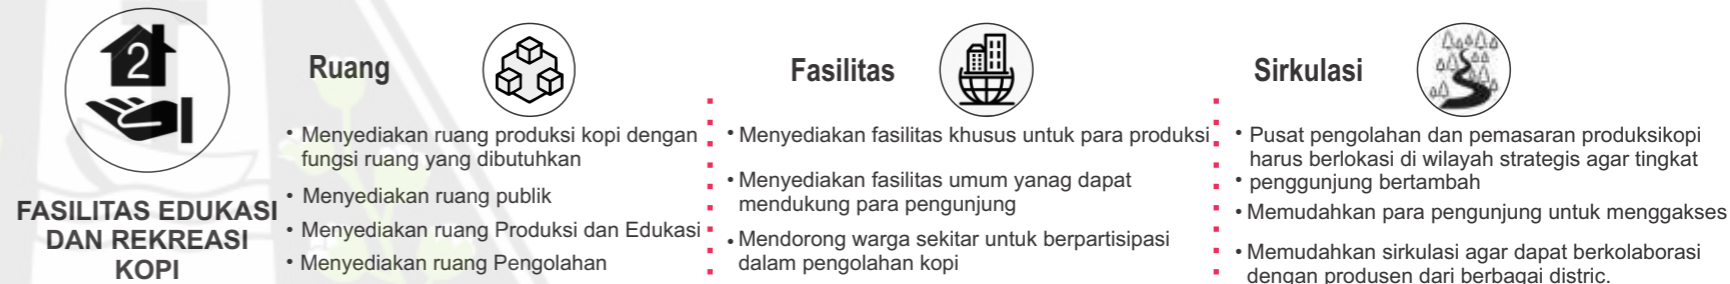 2
FASILITAS EDUKASI
DAN REKREASI
KOPI
Ruang
• Menyediakan ruang produksi kopi dengan
fungsi ruang yang dibutuhkan
• Menyediakan ruang publik
• Menyediakan ruang Produksi dan Edukasi
• Menyediakan ruang Pengolahan
Fasilitas
• Menyediakan fasilitas khusus untuk para produksi
• Menyediakan fasilitas umum yanag dapat
mendukung para pengunjung
• Mendorong warga sekitar untuk berpartisipasi
dalam pengolahan kopi
Sirkulasi
• Pusat pengolahan dan pemasaran produksikopi
harus berlokasi di wilayah strategis agar tingkat
• penggunjung bertambah
• Memudahkan para pengunjung untuk menggakses
• Memudahkan sirkulasi agar dapat berkolaborasi
dengan produsen dari berbagai distric.